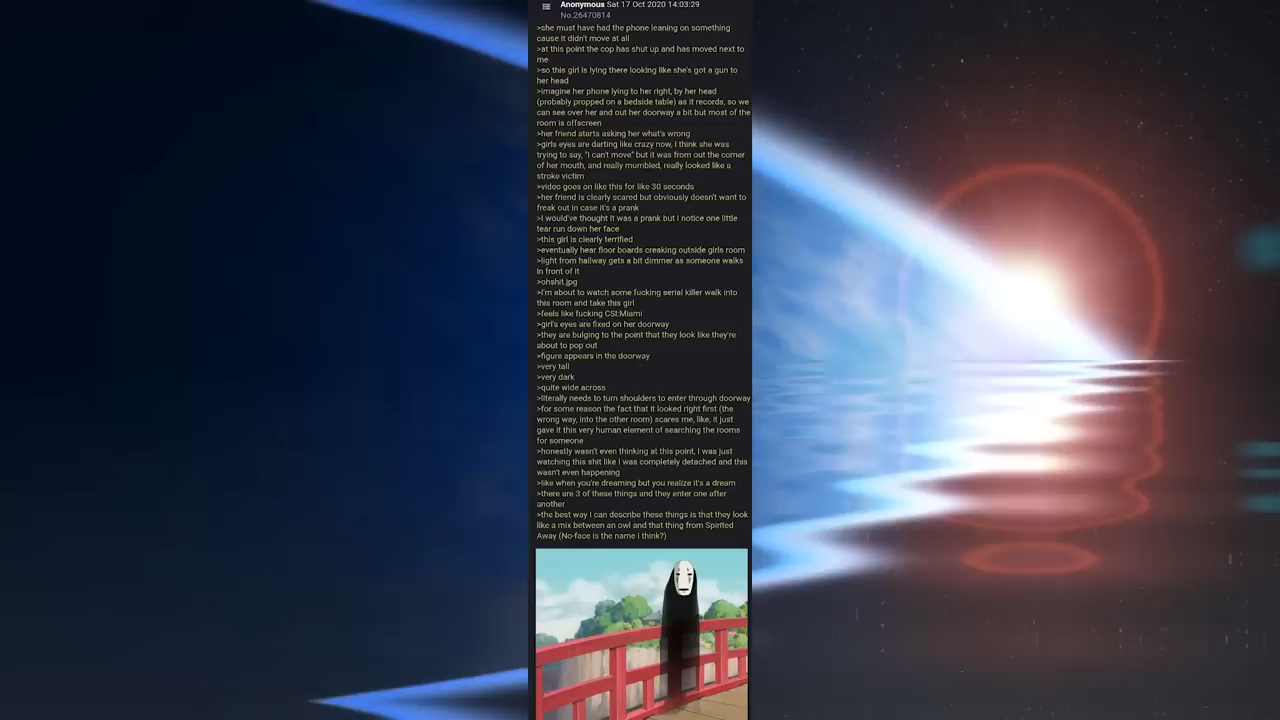 Anonymous Sat 17 Oct 2020 14:03:29
No.26470814
>she must have had the phone leaning on something
cause it didn't move at all
>at this point the cop has shut up and has moved next to
me
>so this girl is lying there looking like she's got a gun to
her head
>imagine her phone lying to her right, by her head
(probably propped on a bedside table) as it records, so we
can see over her and out her doorway a bit but most of the
room is offscreen
>her friend starts asking her what's wrong
>girls eyes are darting like crazy now, I think she was
trying to say, "I can't move" but it was from out the corner
of her mouth, and really mumbled, really looked like a
stroke victim
>video goes on like this for like 30 seconds
>her friend is clearly scared but obviously doesn't want to
freak out in case it's a prank
>I would've thought it was a prank but i notice one little
tear run down her face
>this girl is clearly terrified
>eventually hear floor boards creaking outside girls room
>light from hallway gets a bit dimmer as someone walks
in front of it
>ohshit.jpg
>I'm about to watch some fucking serial killer walk into
this room and take this girl
>feels like fucking CSI:Miami
>girl's eyes are fixed on her doorway
>they are bulging to the point that they look like they're
about to pop out
>figure appears in the doorway
>very tall
>very dark
>quite wide across
>literally needs to turn shoulders to enter through doorway
>for some reason the fact that it looked right first (the
wrong way, into the other room) scares me, like, it just
gave it this very human element of searching the rooms
for someone
>honestly wasn't even thinking at this point, I was just
watching this shit like I was completely detached and this
wasn't even happening
>like when you're dreaming but you realize it's a dream
>there are 3 of these things and they enter one after
another
>the best way i can describe these things is that they look
like a mix between an owl and that thing from Spirited
Away (No-face is the name I think?)